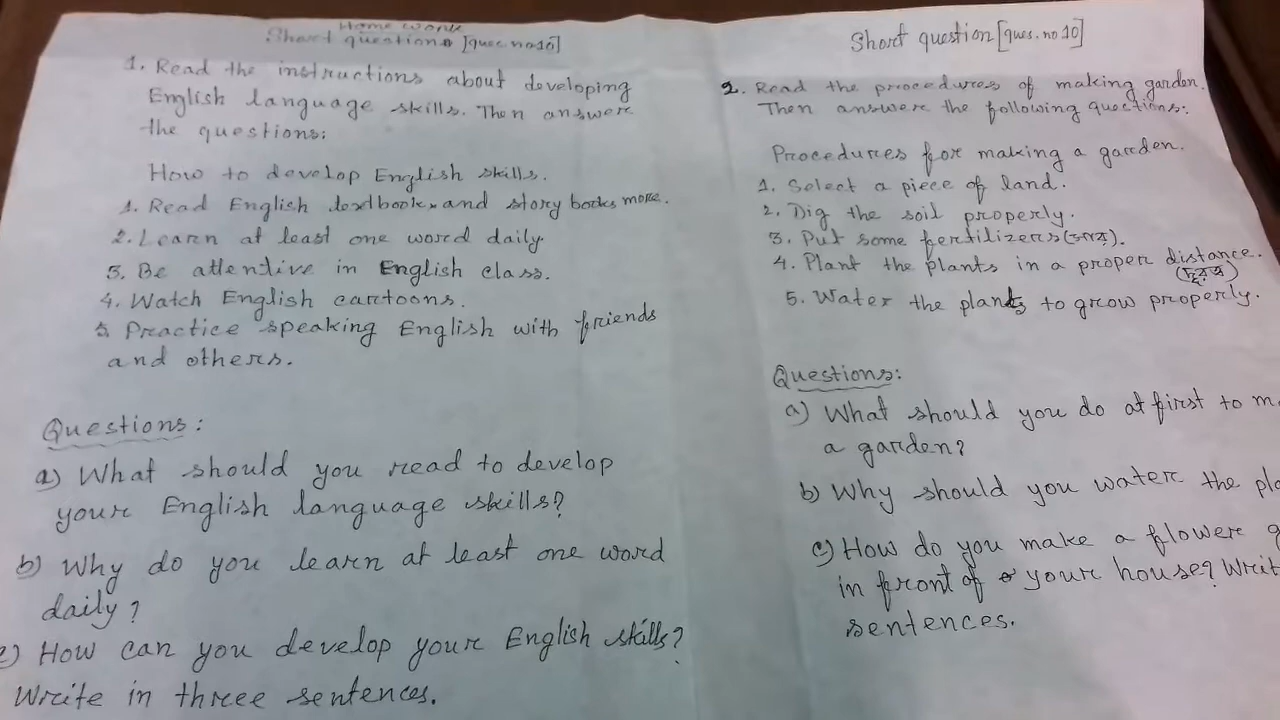 Home work
Short question [ques. no 10]
1. Read the instructions about developing
English language skills. Then answer
the questions:
How to develop English skills.
1. Read English textbook, and story books more.
2. Learn at least one word daily
3. Be attentive in English class.
4. Watch English cartoons.
5. Practice speaking English with friends
and others.
Questions:
a) What should you read to develop
your English language skills?
b) Why do you learn at least one word
daily?
c) How can you develop your English skills?
Write in three sentences.
Short question [ques. no 10]
2. Read the procedures of making garden.
Then answer the following questions:
Procedures for making a garden.
1. Select a piece of land.
2. Dig the soil properly.
3. Put some fertilizers (সার).
4. Plant the plants in a proper distance.
(দূরত্ব)
5. Water the plants to grow properly.
Questions:
a) What should you do at first to m
a garden?
b) Why should you water the pla
c) How do you make a flower g
in front of your house? Writ
sentences.